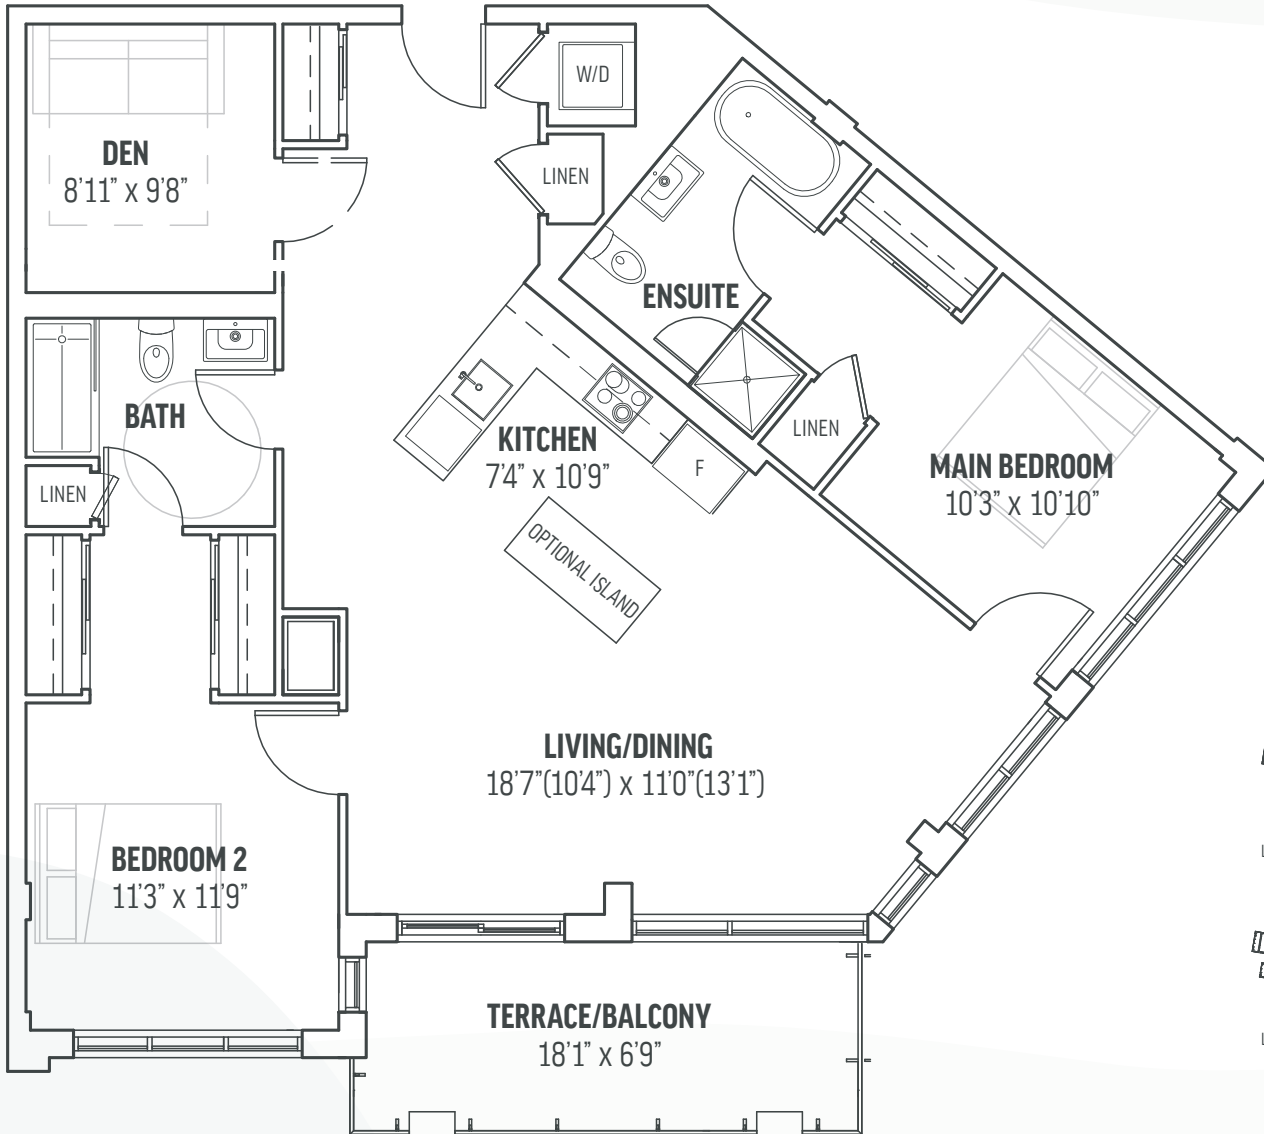 W/D
DEN
8'11" x 9'8"
LINEN
ENSUITE
BATH
KITCHEN
7'4" x 10'9"
F
LINEN
MAIN BEDROOM
10'3" x 10'10"
LINEN
OPTIONAL ISLAND
LIVING/DINING
18'7"(10'4") x 11'0"(13'1")
BEDROOM 2
11'3" x 11'9"
TERRACE/BALCONY
18'1" x 6'9"
L
L